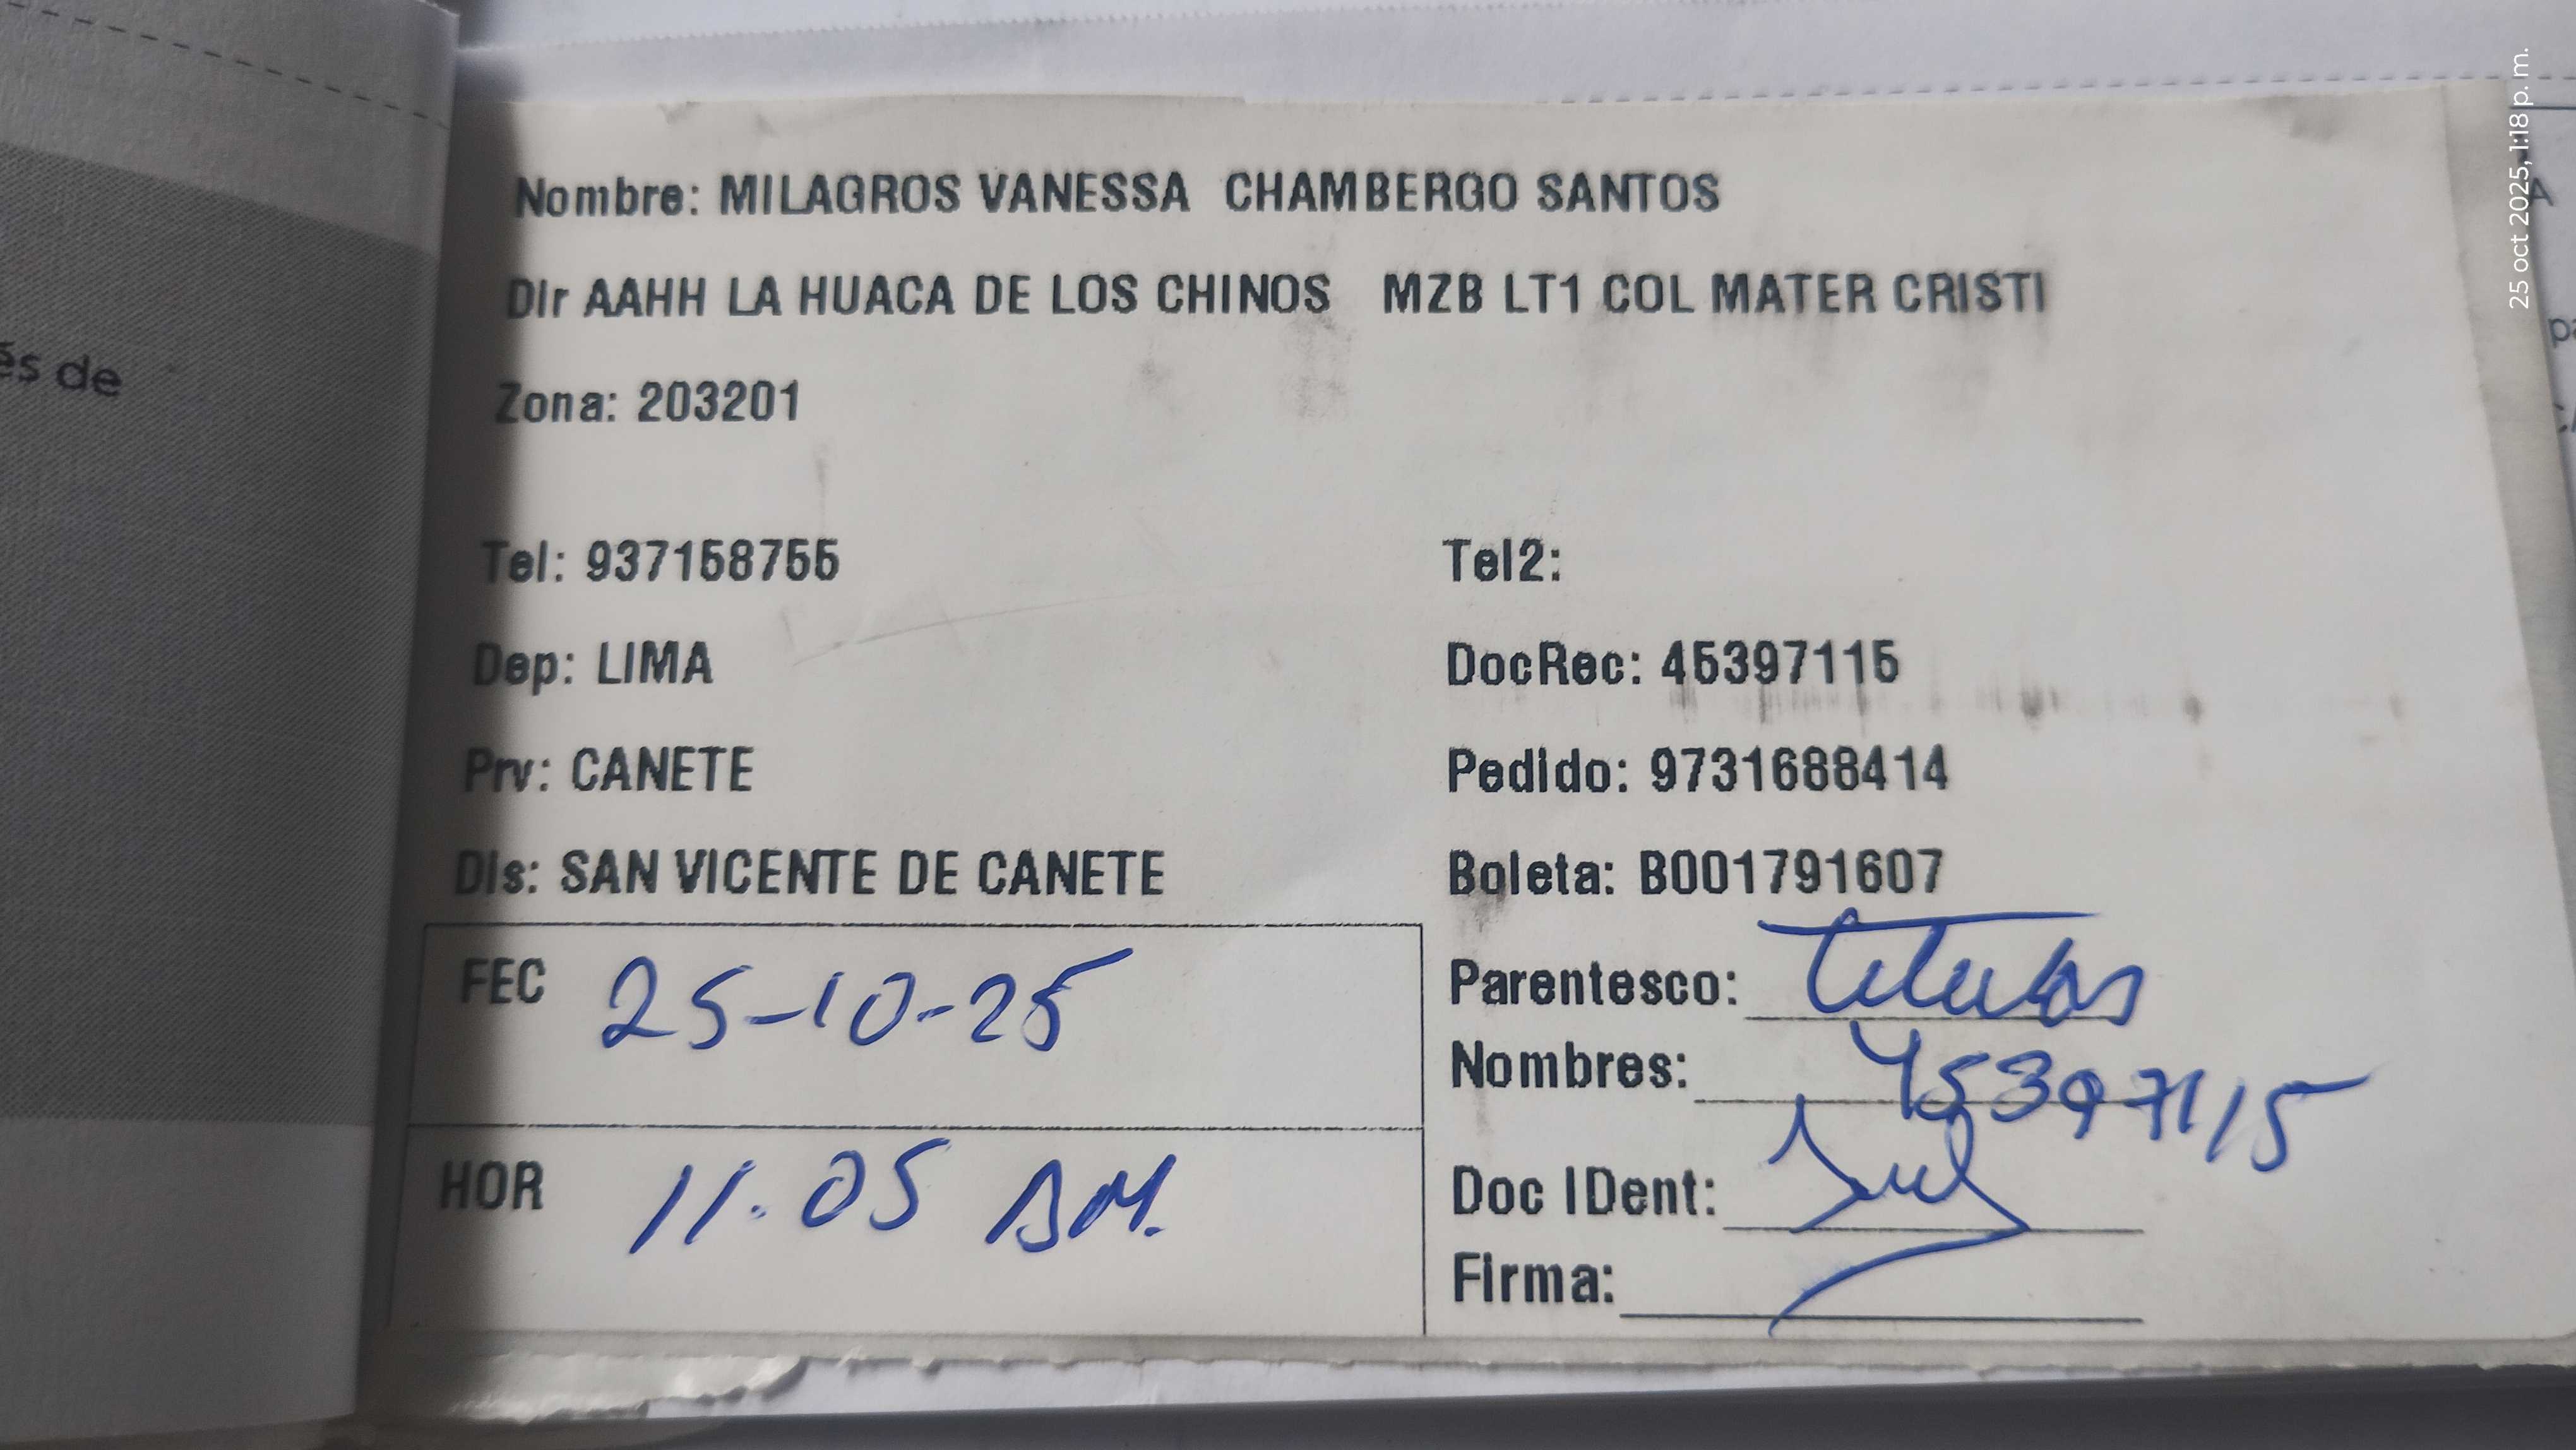 Nombre: MILAGROS VANESSA CHAMBERGO SANTOS
DIr AAHH LA HUACA DE LOS CHINOS MZB LT1 COL MATER CRISTI
Zona: 203201
Tel: 937158755
Tel2:
Dep: LIMA
DocRec: 45397115
Prv: CANETE
Pedido: 9731688414
DIs: SAN VICENTE DE CANETE
Boleta: B001791607
FEC 25-10-25
Parentesco: titular
Nombres: 45397115
HOR 11.05 AM.
Doc IDent:
Firma:
és de
25 oct 2025, 1:18 p.m.